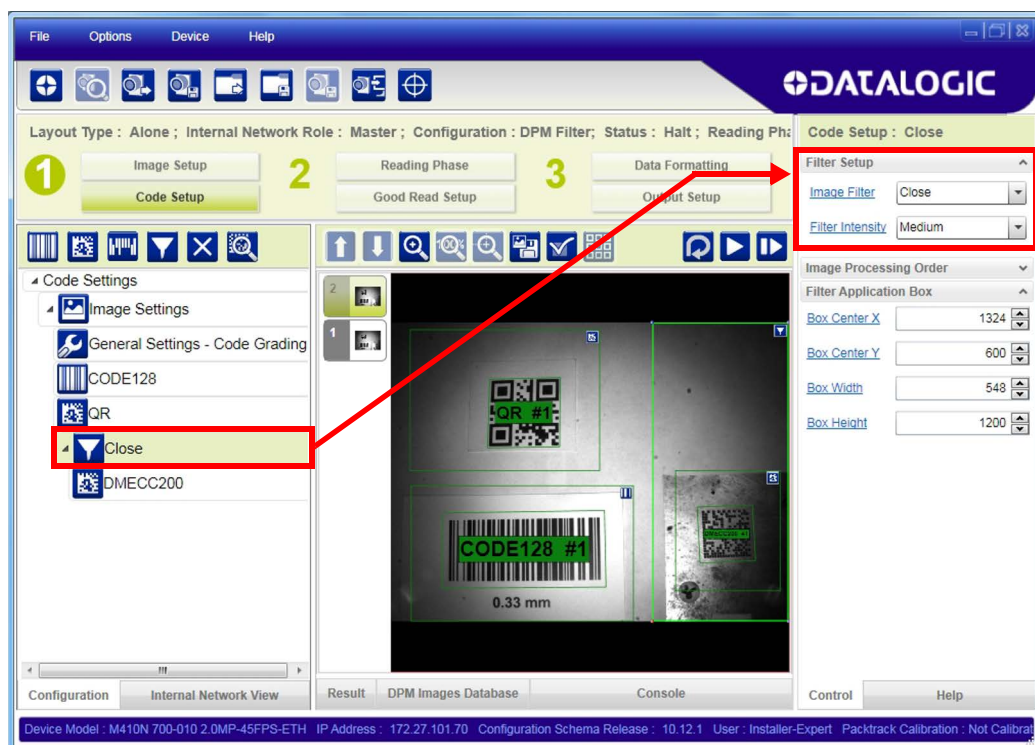 File Options Device Help
DATALOGIC
Layout Type : Alone ; Internal Network Role : Master ; Configuration : DPM Filter; Status : Halt ; Reading Pha
Code Setup : Close
1 Image Setup 2 Reading Phase 3 Data Formatting
Code Setup Good Read Setup Output Setup
Filter Setup
Image Filter Close
Filter Intensity Medium
Image Processing Order
Filter Application Box
Box Center X 1324
Box Center Y 600
Box Width 548
Box Height 1200
100%
Code Settings
Image Settings
General Settings - Code Grading
CODE128
QR
Close
DMECC200
2
1
QR #1
CODE128 #1
0.33 mm
DMECC200 #1
Configuration Internal Network View
Result DPM Images Database Console
Control Help
Device Model : M410N 700-010 2.0MP-45FPS-ETH IP Address : 172.27.101.70 Configuration Schema Release : 10.12.1 User : Installer-Expert Packtrack Calibration : Not Calibra